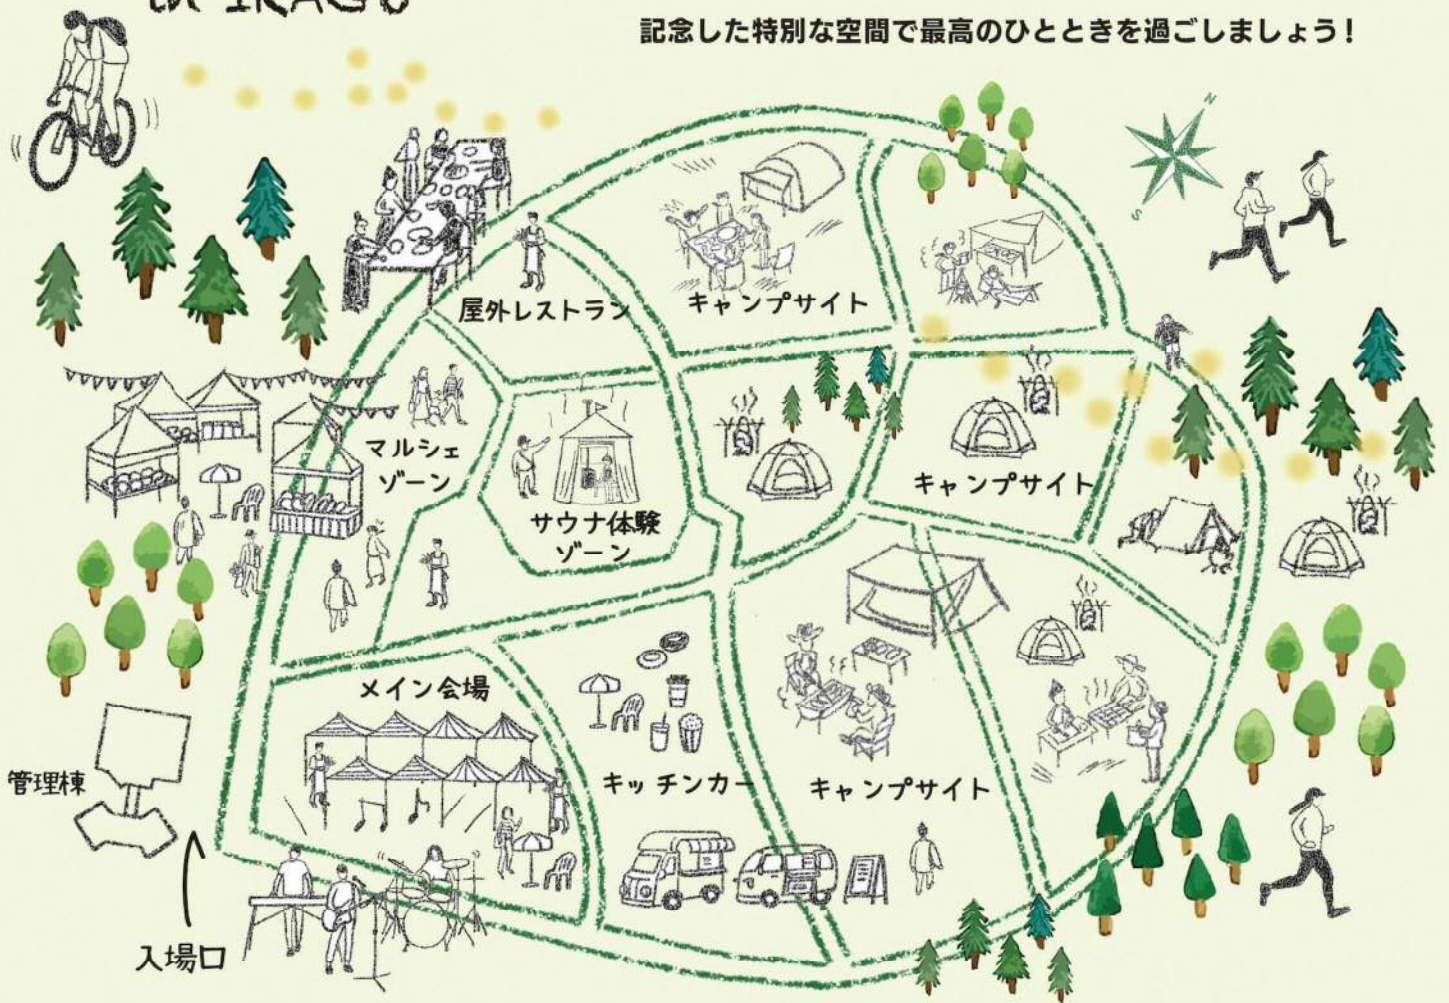 記念した特別な空間で最高のひとときを過ごしましょう!
N
S
屋外レストラン
キャンプサイト
マルシェ
ゾーン
サウナ体験
ゾーン
キャンプサイト
メイン会場
キッチンカー
キャンプサイト
管理棟
入場口